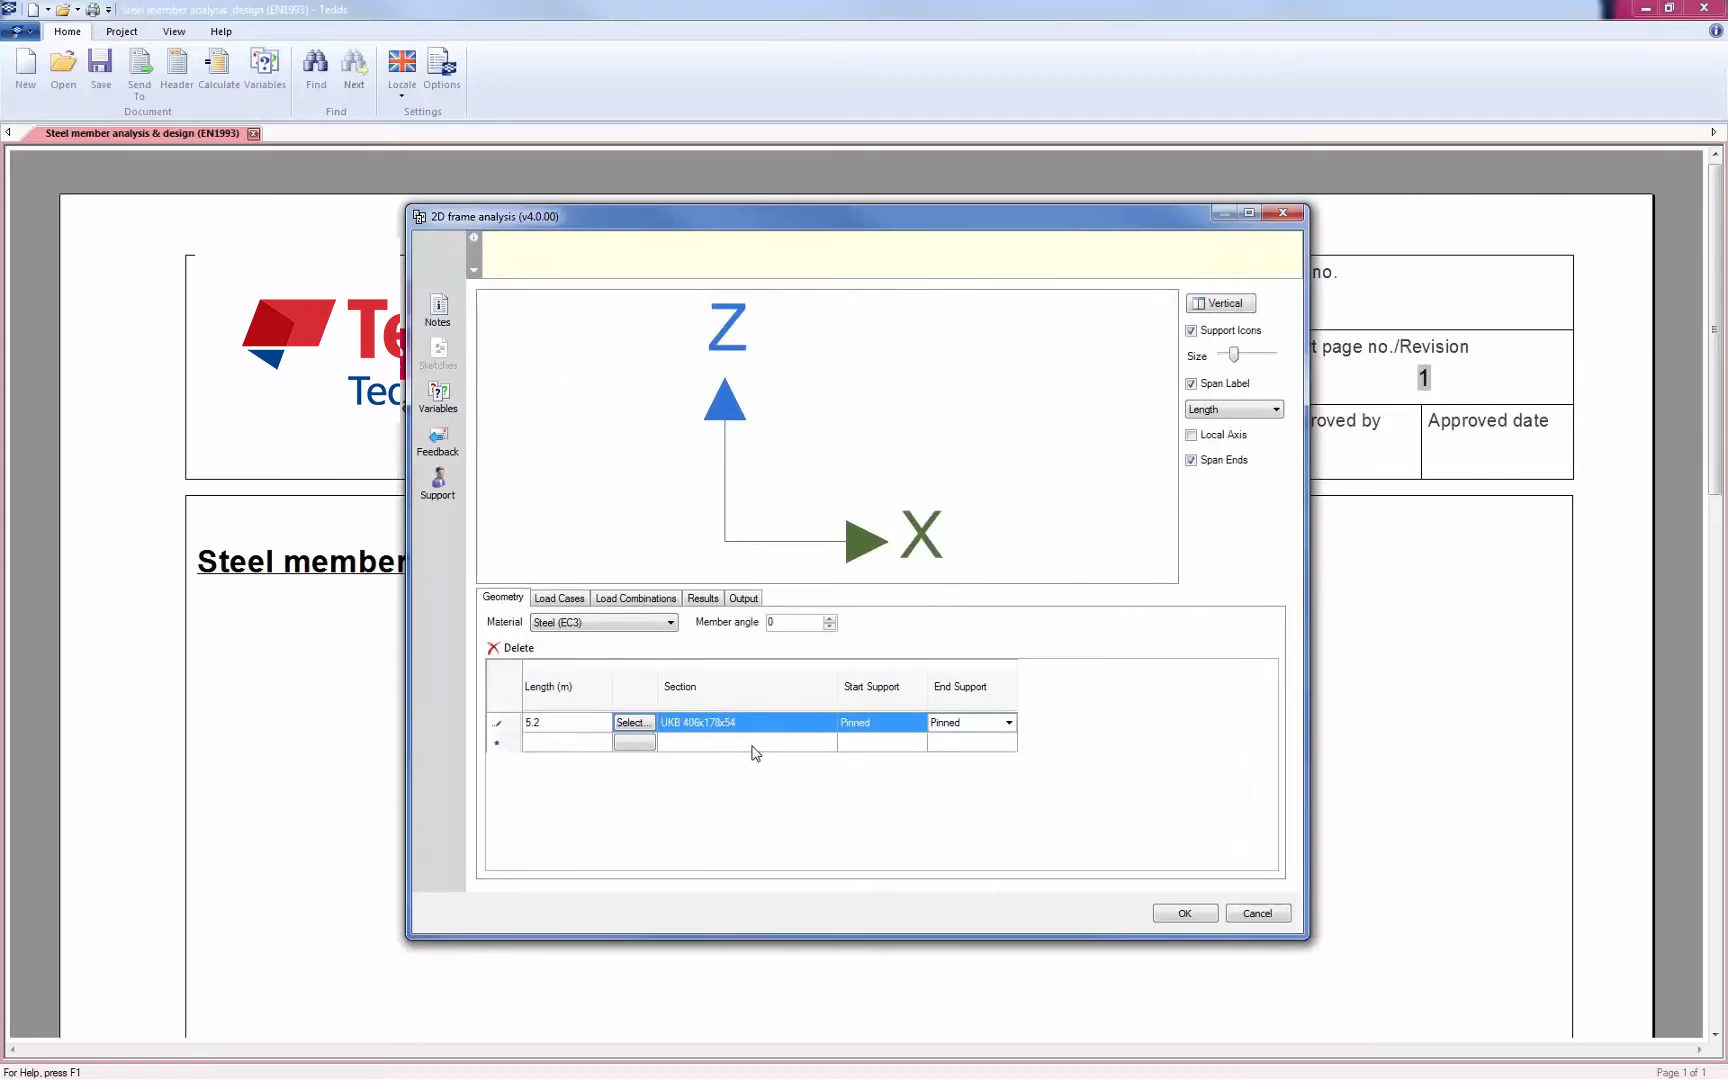 Steel member analysis ,design (EN1993) - Tedds
Home Project View Help
New Open Save Send To Header Calculate Variables Find Next Locale Options
Document Find Settings
Steel member analysis & design (EN1993)
2D frame analysis (v4.0.00)
no.
Notes
Z
Vertical
Support Icons
Te
Sketches
Size
page no./Revision
1
Tec
Variables
Span Label
Length
Approved date
Feedback
Local Axis
Span Ends
Support
X
Steel member
Geometry Load Cases Load Combinations Results Output
Material Steel (EC3) Member angle 0
Delete
Length (m) Section Start Support End Support
5.2 Select... UKB 406x178x54 Pinned Pinned
*
OK Cancel
For Help, press F1
Page 1 of 1